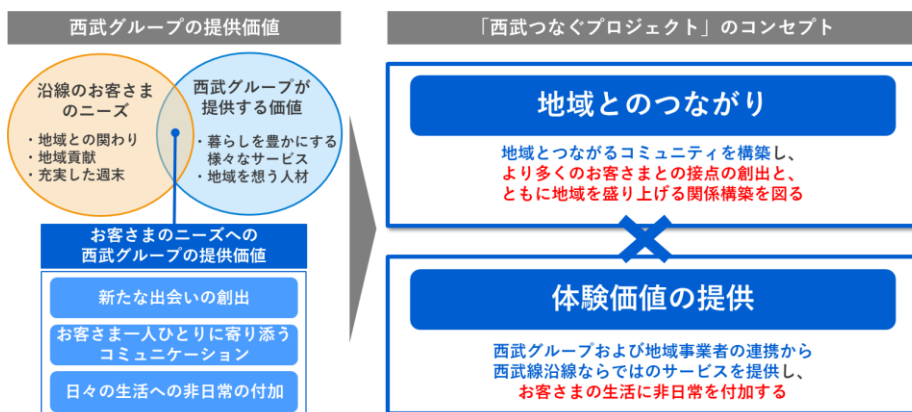 西武グループの提供価値
沿線のお客さま
のニーズ
・地域との関わり
・地域貢献
・充実した週末
西武グループが
提供する価値
・暮らしを豊かにする
様々なサービス
・地域を想う人材
お客さまのニーズへの
西武グループの提供価値
新たな出会いの創出
お客さま一人ひとりに寄り添う
コミュニケーション
日々の生活への非日常の付加
「西武つなぐプロジェクト」のコンセプト
地域とのつながり
地域とつながるコミュニティを構築し、
より多くのお客さまとの接点の創出と、
ともに地域を盛り上げる関係構築を図る
体験価値の提供
西武グループおよび地域事業者の連携から
西武線沿線ならではのサービスを提供し、
お客さまの生活に非日常を付加する